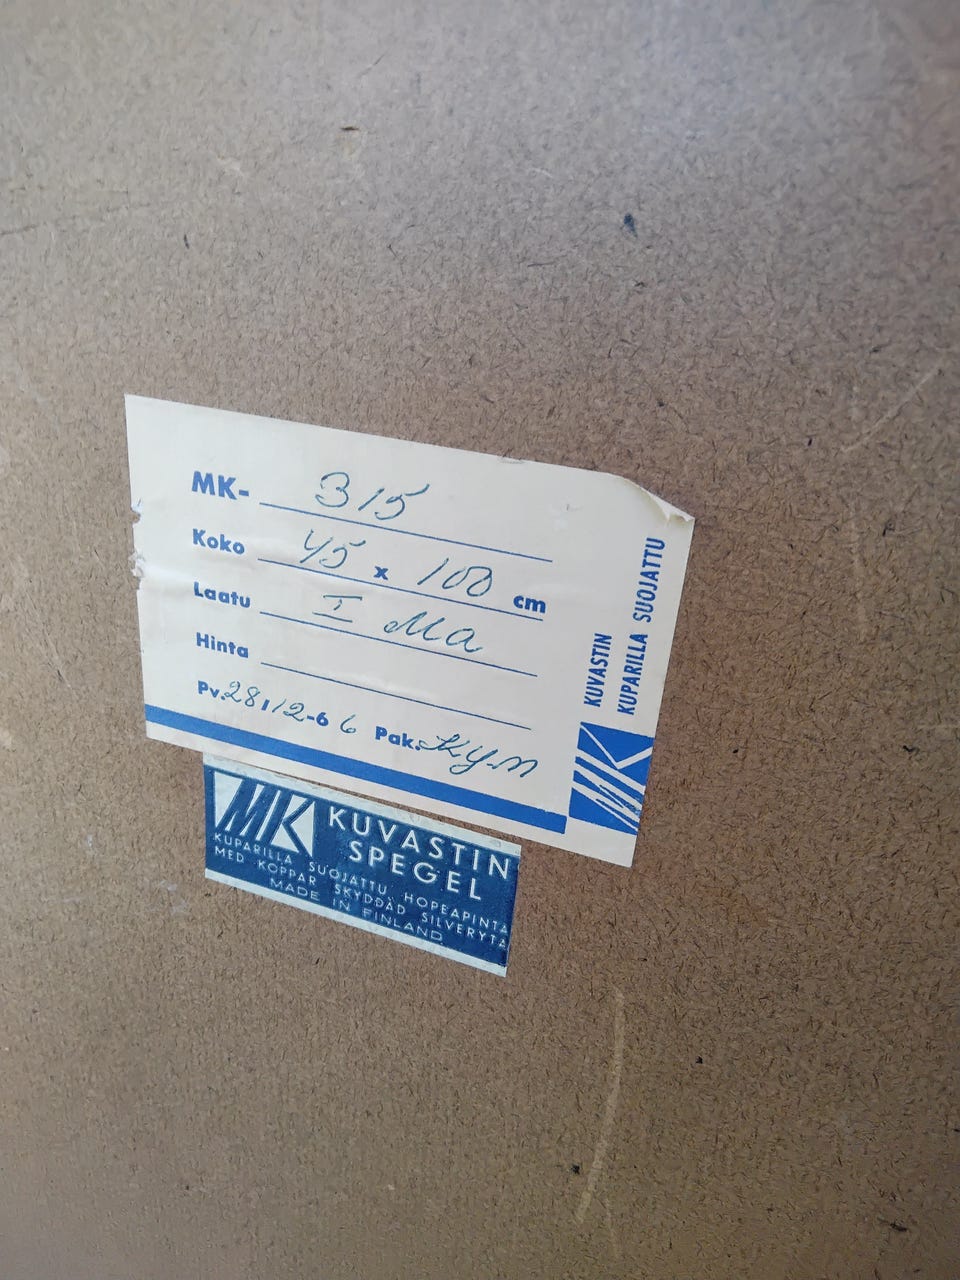 MK- 315
Koko 45 x 100 cm
Laatu I Ma
Hinta
Pv. 28/12-66 Pak.
KUVASTIN
KUPARILLA SUOJATTU
MK
MK KUVASTIN
SPEGEL
KUPARILLA SUOJATTU HOPEAPINTA
MED KOPPAR SKYDDAD SILVERYTA
MADE IN FINLAND